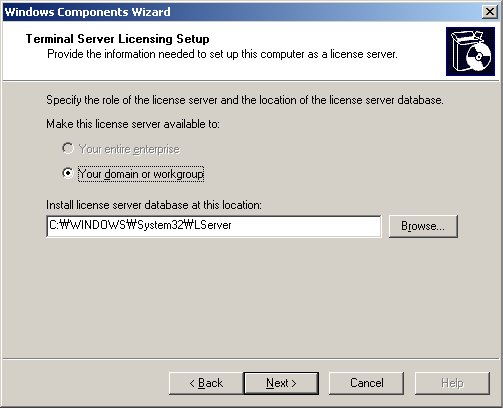 Windows Components Wizard
Terminal Server Licensing Setup
Provide the information needed to set up this computer as a license server.
Specify the role of the license server and the location of the license server database.
Make this license server available to:
Your entire enterprise
Your domain or workgroup
Install license server database at this location:
C:₩WINDOWS₩System32₩LServer
Browse...
< Back
Next >
Cancel
Help